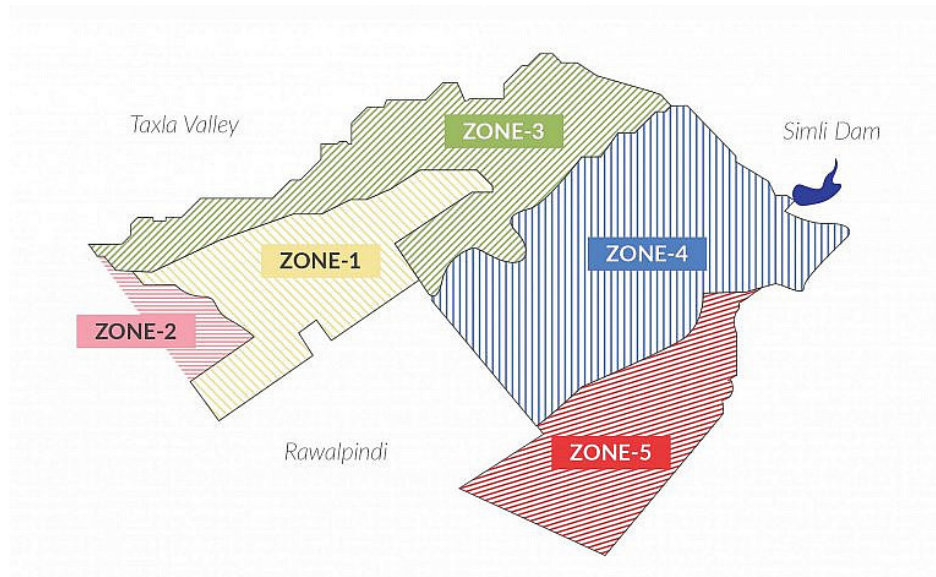 Taxla Valley
ZONE-3
Simli Dam
ZONE-1
ZONE-4
ZONE-2
Rawalpindi
ZONE-5